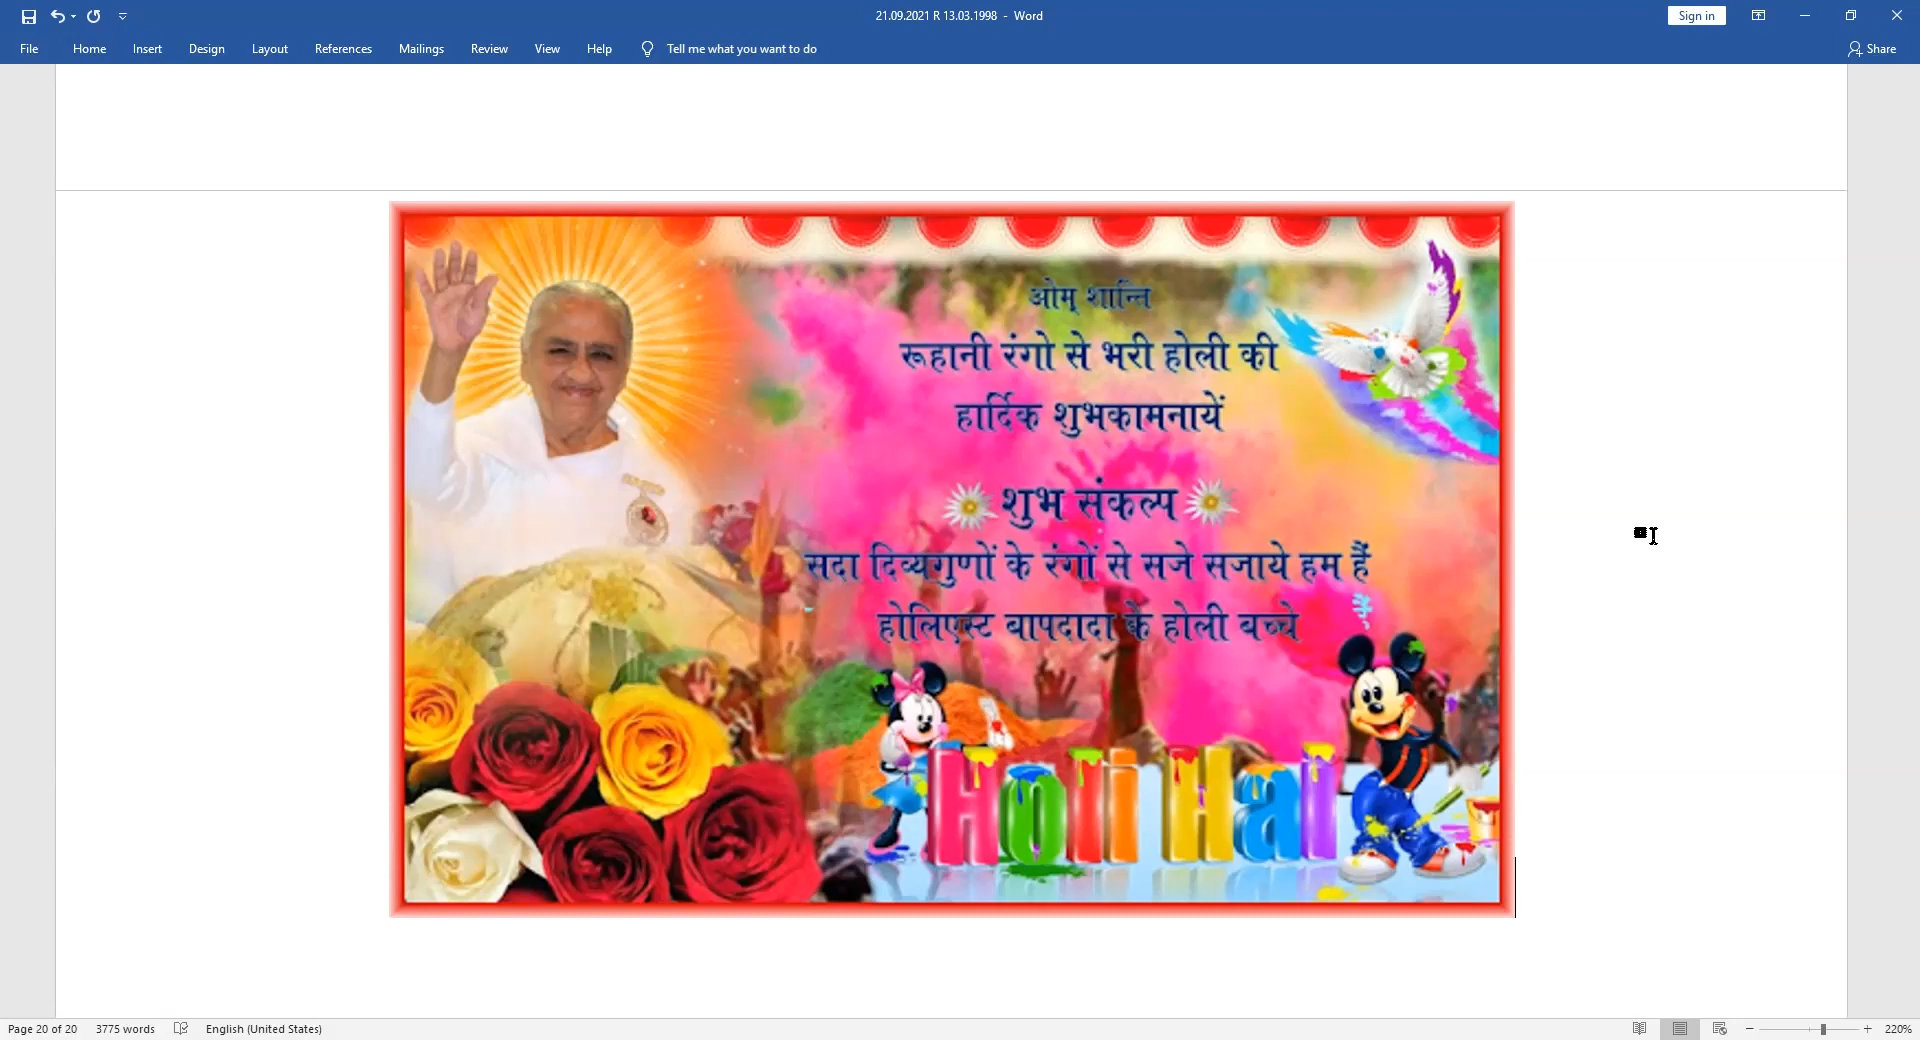 21.09.2021 R 13.03.1998 - Word
Sign in
File Home Insert Design Layout References Mailings Review View Help Tell me what you want to do Share
ओम् शान्ति
रूहानी रंगो से भरी होली की
हार्दिक शुभकामनायें
शुभ संकल्प
सदा दिव्यगुणों के रंगों से सजे सजाये हम हैं
होलिएस्ट बापदादा के होली बच्चे
Holi Hai
Page 20 of 20 3775 words English (United States) 220%